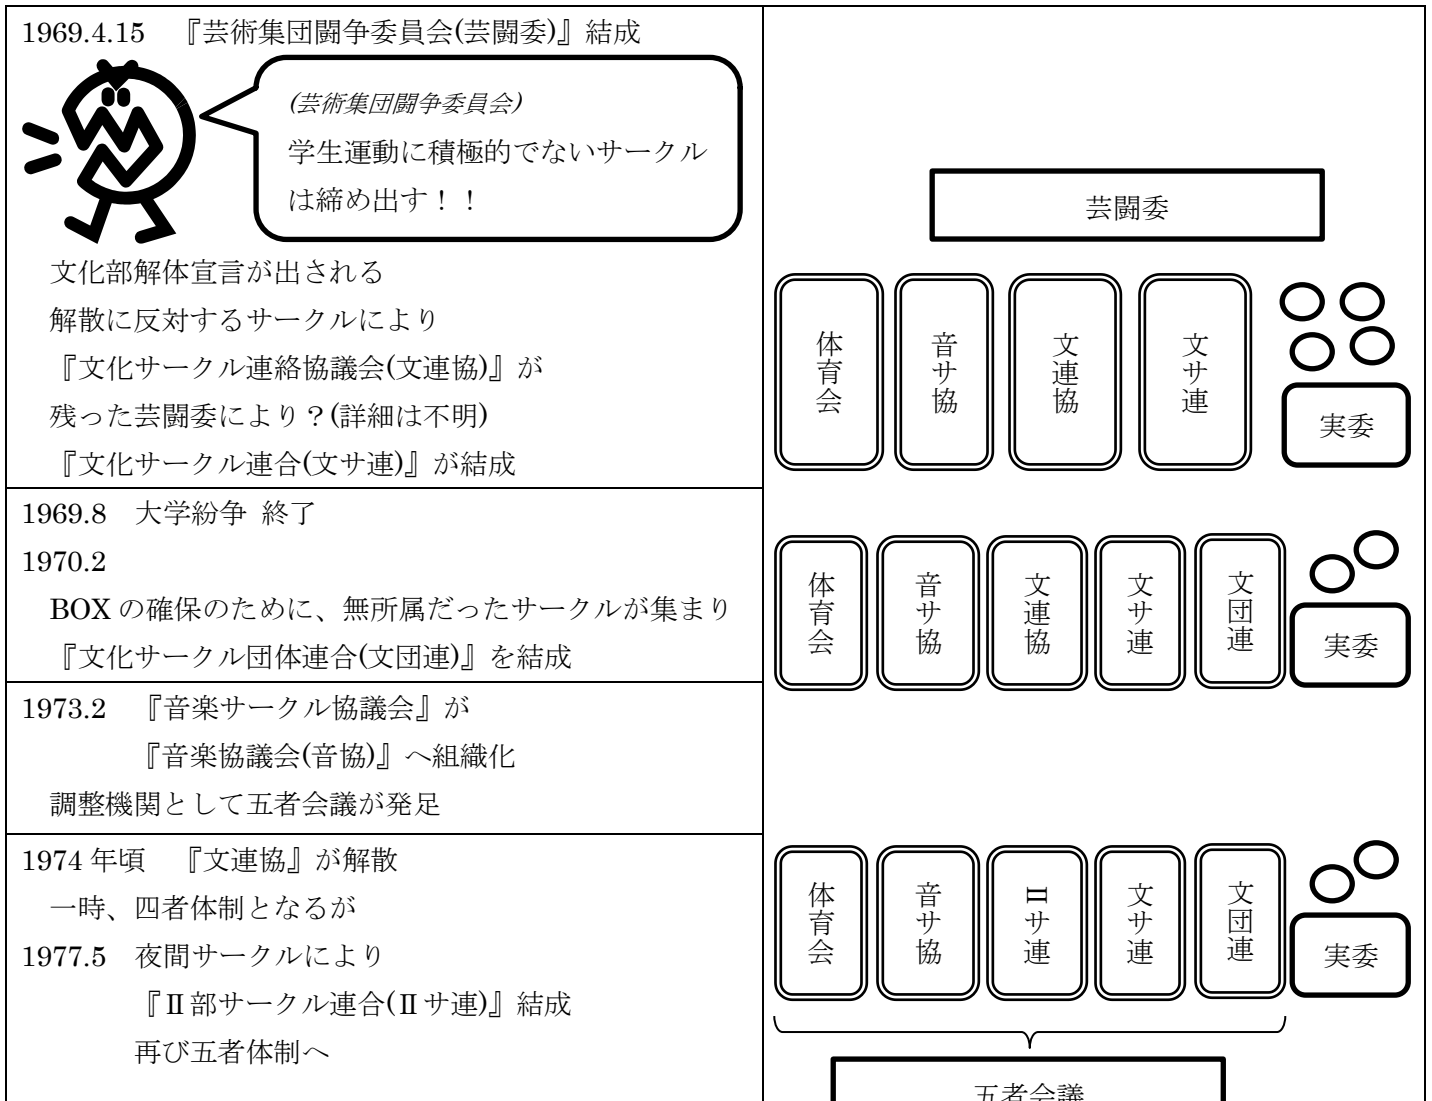 1969.4.15　『芸術集団闘争委員会(芸闘委)』結成
(芸術集団闘争委員会)
学生運動に積極的でないサークル
は締め出す！！
文化部解体宣言が出される
解散に反対するサークルにより
『文化サークル連絡協議会(文連協)』が
残った芸闘委により？(詳細は不明)
『文化サークル連合(文サ連)』が結成
芸闘委
体育会
音サ協
文連協
文サ連
実委
1969.8　大学紛争 終了
1970.2
BOX の確保のために、無所属だったサークルが集まり
『文化サークル団体連合(文団連)』を結成
体育会
音サ協
文連協
文サ連
文団連
実委
1973.2　『音楽サークル協議会』が
『音楽協議会(音協)』へ組織化
調整機関として五者会議が発足
1974 年頃　『文連協』が解散
一時、四者体制となるが
1977.5　夜間サークルにより
『Ⅱ部サークル連合(Ⅱサ連)』結成
再び五者体制へ
体育会
音サ協
Ⅱサ連
文サ連
文団連
実委
五者会議